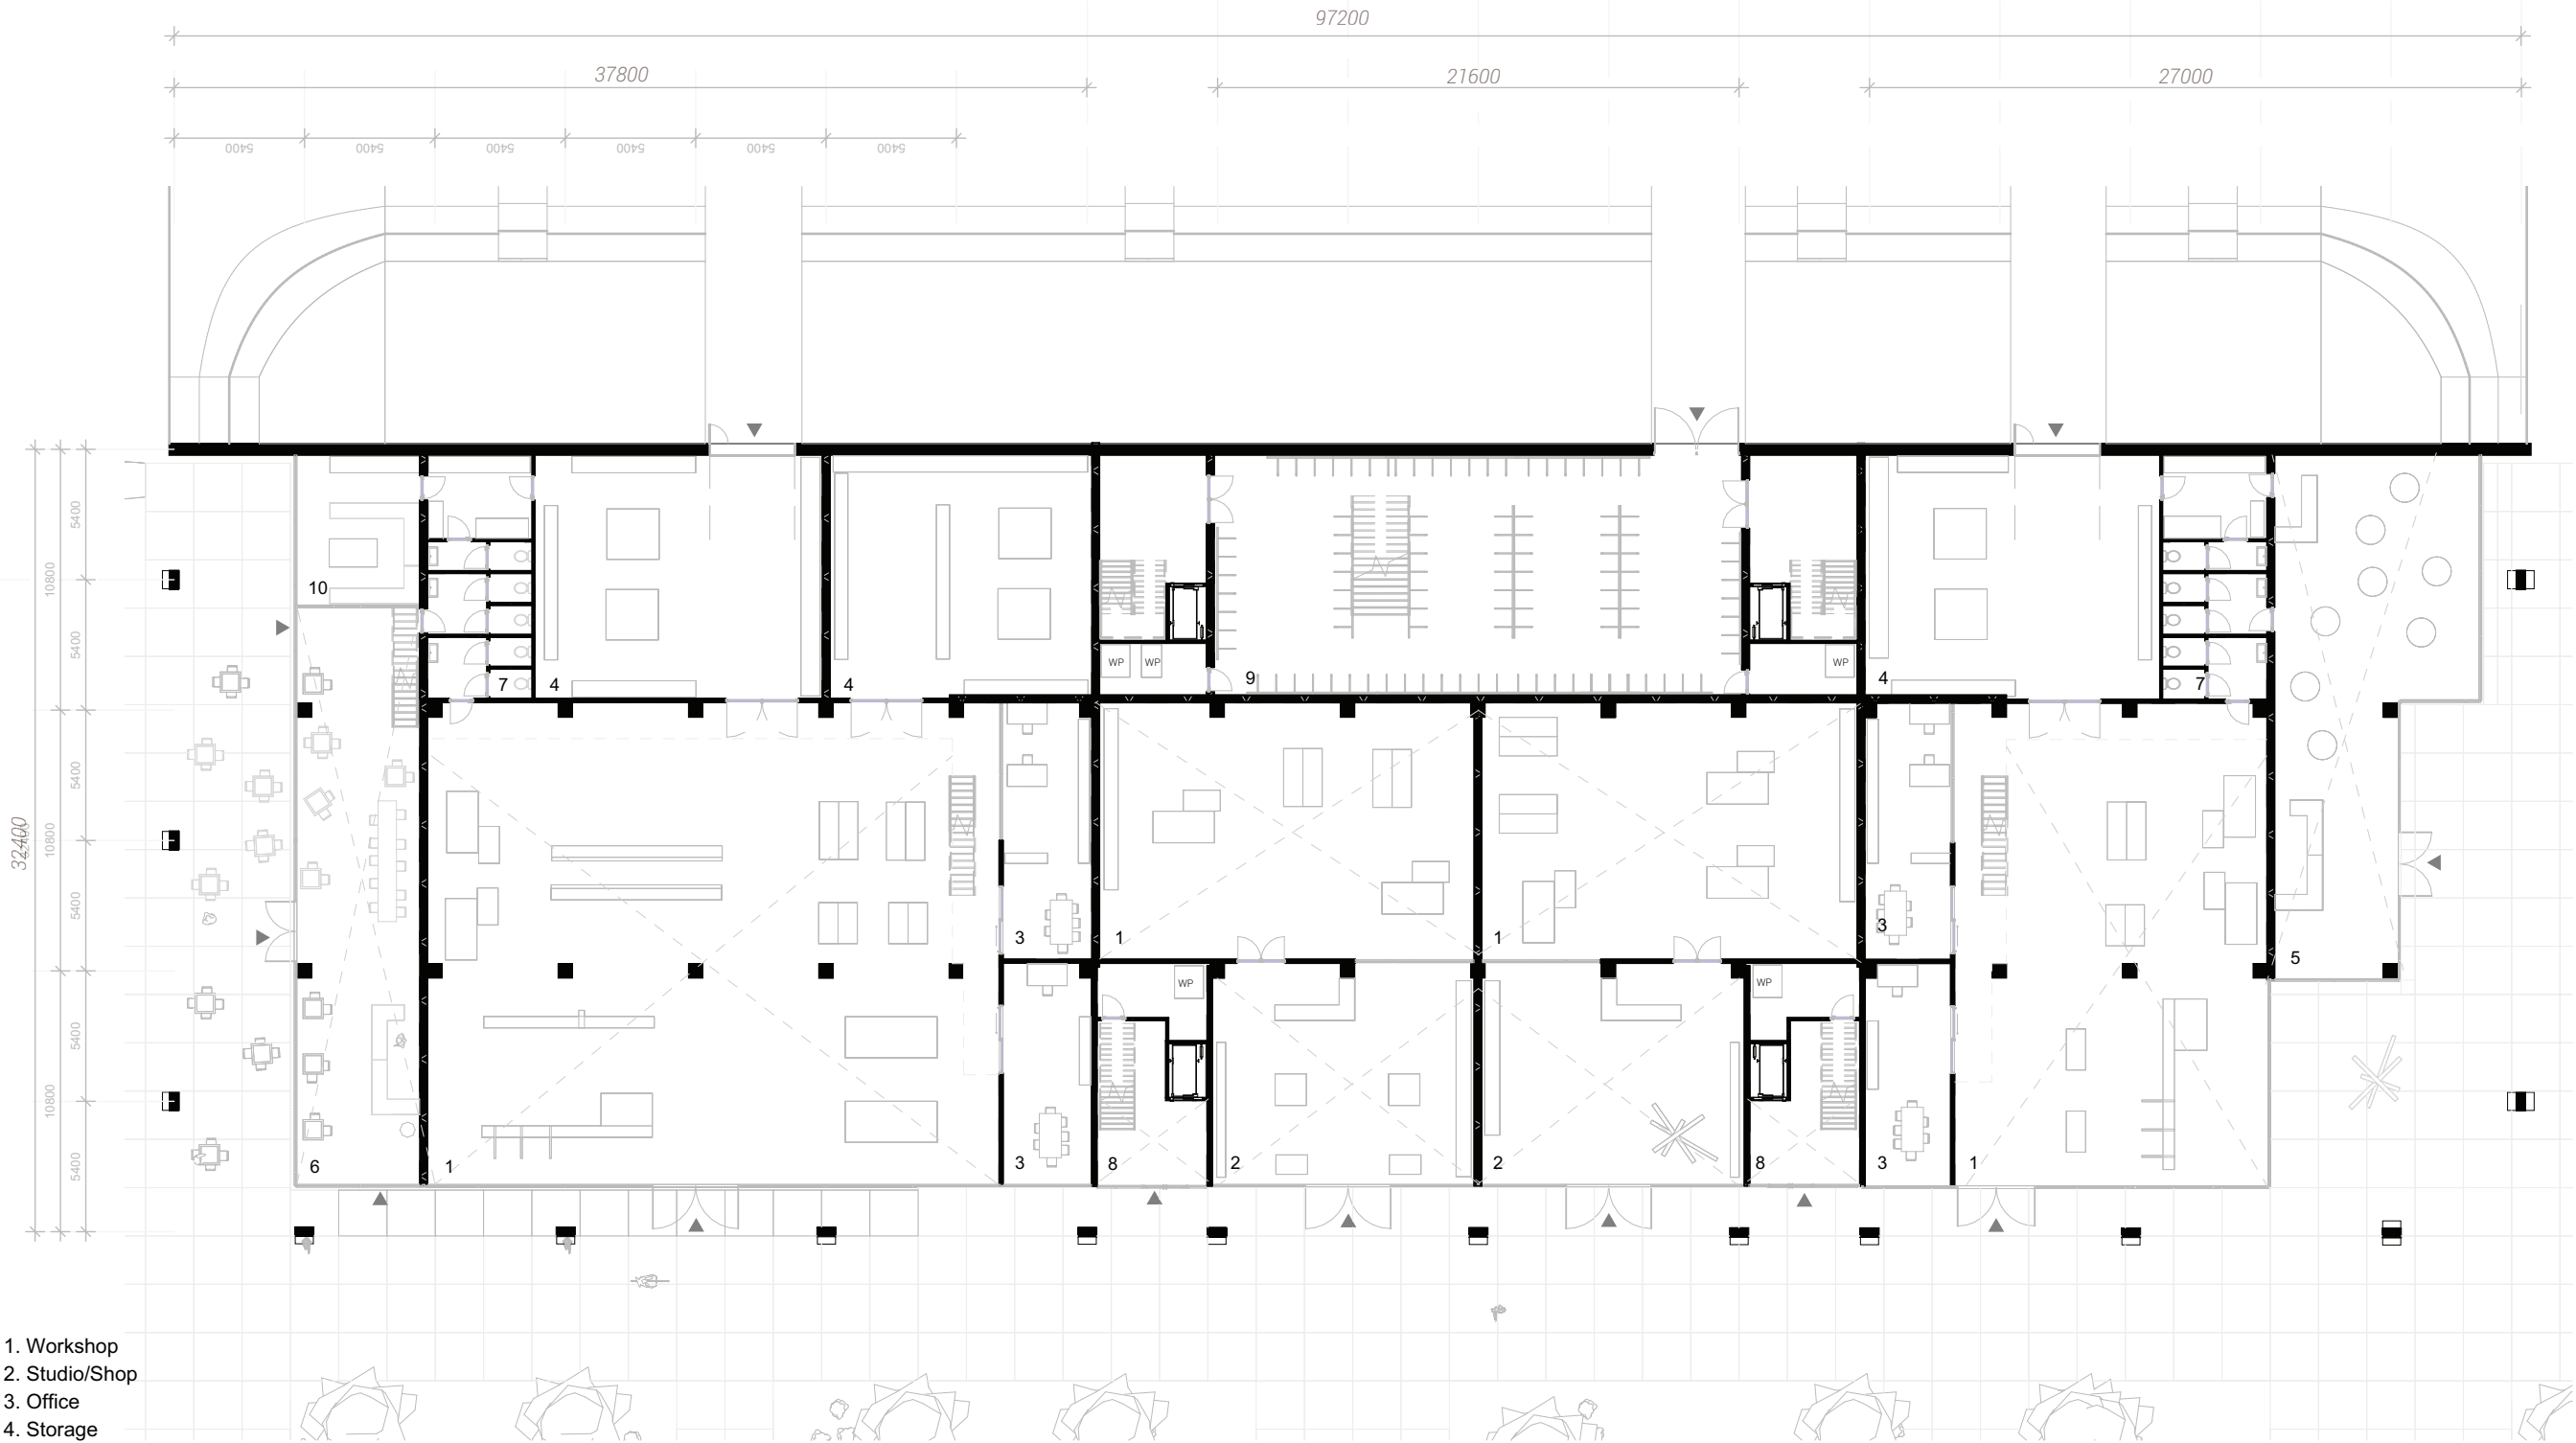 97200
37800 21600 27000
5400 5400 5400 5400 5400 5400
5400
10800
5400
5400
32400
10800
5400
5400
10800
5400
10
WP WP WP
7 4 4 9 4 7
3 1 1 3 5
WP WP
6 1 3 8 2 2 8 3 1
1. Workshop
2. Studio/Shop
3. Office
4. Storage